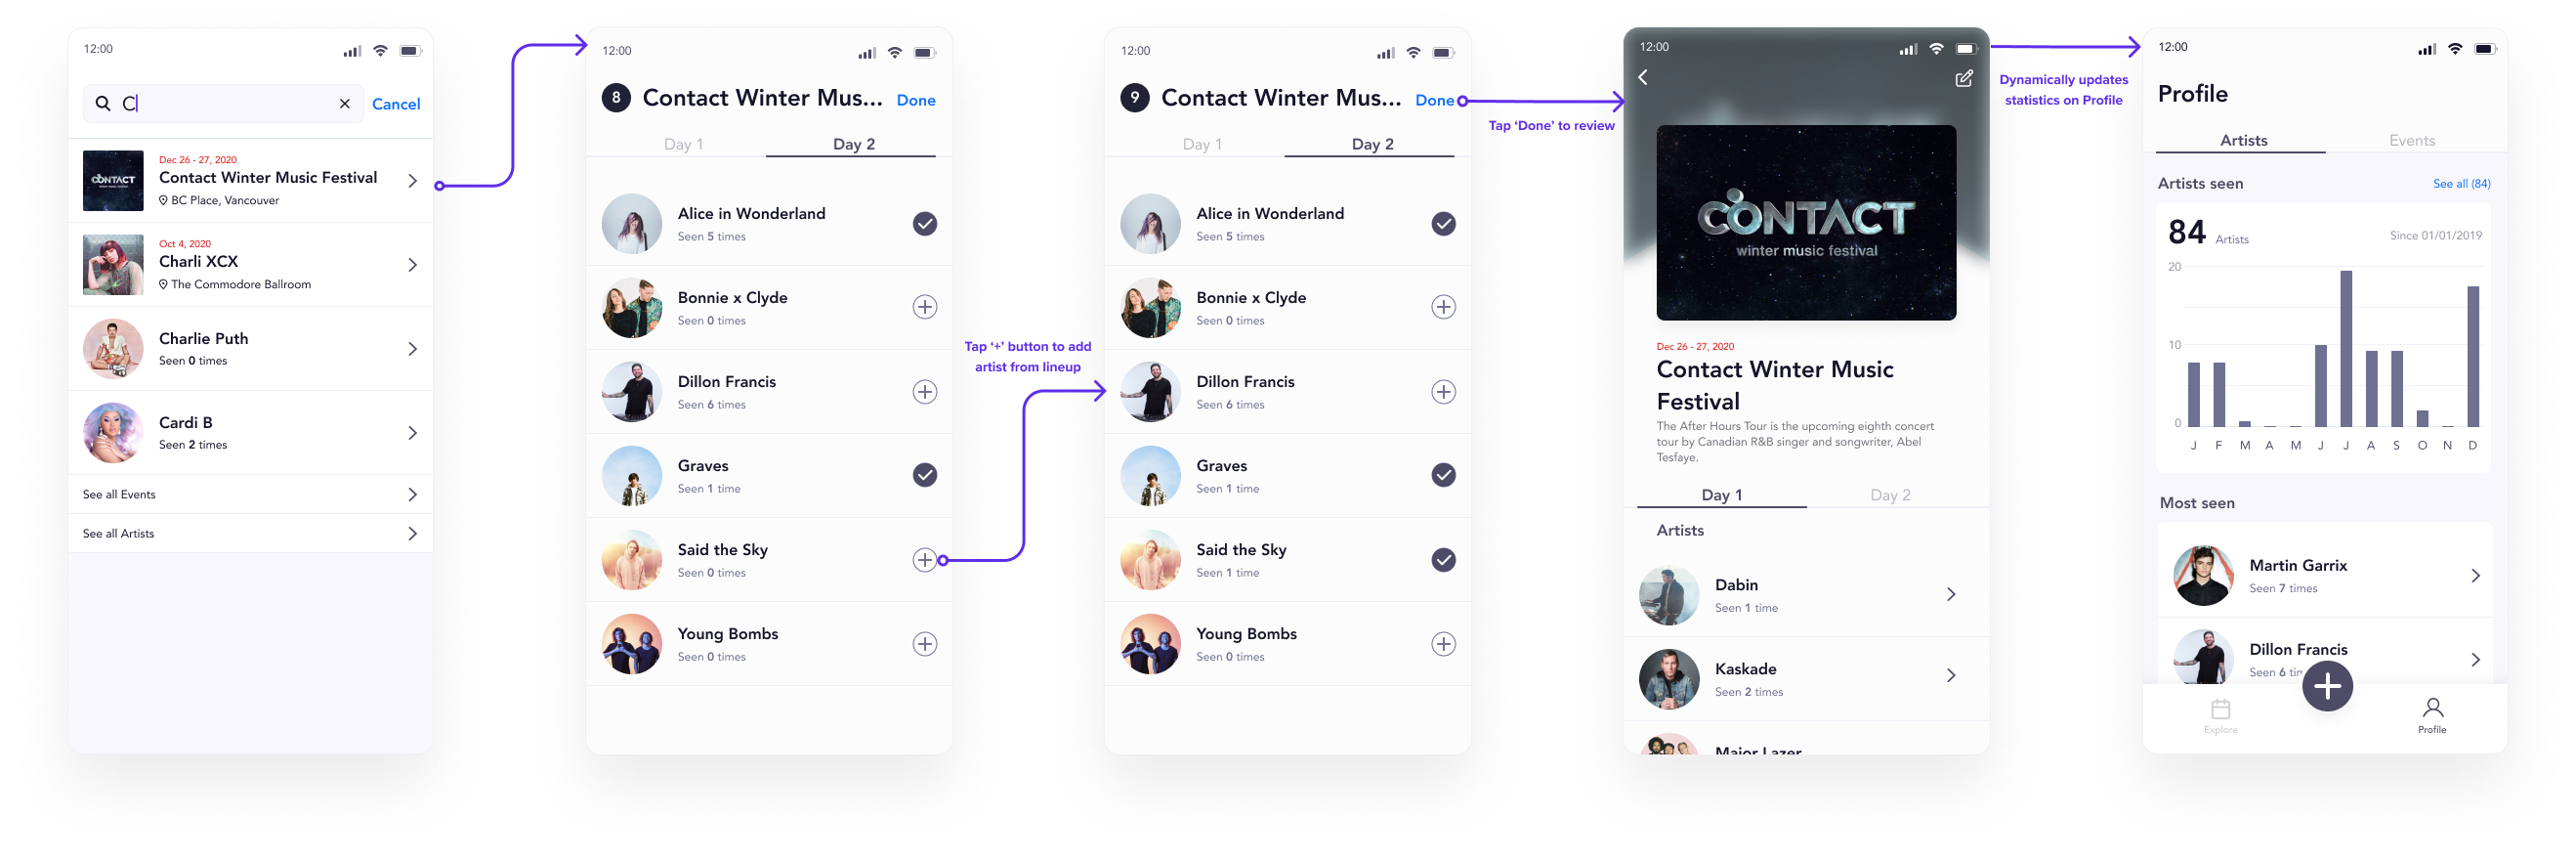 12:00
C
Cancel
CONTACT
winter music festival
Dec 26 - 27, 2020
Contact Winter Music Festival
BC Place, Vancouver
Oct 4, 2020
Charli XCX
The Commodore Ballroom
Charlie Puth
Seen 0 times
Cardi B
Seen 2 times
See all Events
See all Artists
12:00
8 Contact Winter Mus... Done
Day 1 Day 2
Alice in Wonderland
Seen 5 times
Bonnie x Clyde
Seen 0 times
Dillon Francis
Seen 6 times
Graves
Seen 1 time
Said the Sky
Seen 0 times
Young Bombs
Seen 0 times
Tap ‘+’ button to add
artist from lineup
12:00
9 Contact Winter Mus... Done
Day 1 Day 2
Alice in Wonderland
Seen 5 times
Bonnie x Clyde
Seen 0 times
Dillon Francis
Seen 6 times
Graves
Seen 1 time
Said the Sky
Seen 1 time
Young Bombs
Seen 0 times
Tap ‘Done’ to review
12:00
CONTACT
winter music festival
Dec 26 - 27, 2020
Contact Winter Music
Festival
The After Hours Tour is the upcoming eighth concert
tour by Canadian R&B singer and songwriter, Abel
Tesfaye.
Day 1 Day 2
Artists
Dabin
Seen 1 time
Kaskade
Seen 2 times
Major Lazer
Dynamically updates
statistics on Profile
12:00
Profile
Artists Events
Artists seen See all (84)
84 Artists Since 01/01/2019
20
10
0
J F M A M J J A S O N D
Most seen
Martin Garrix
Seen 7 times
Dillon Francis
Seen 6
Explore Profile